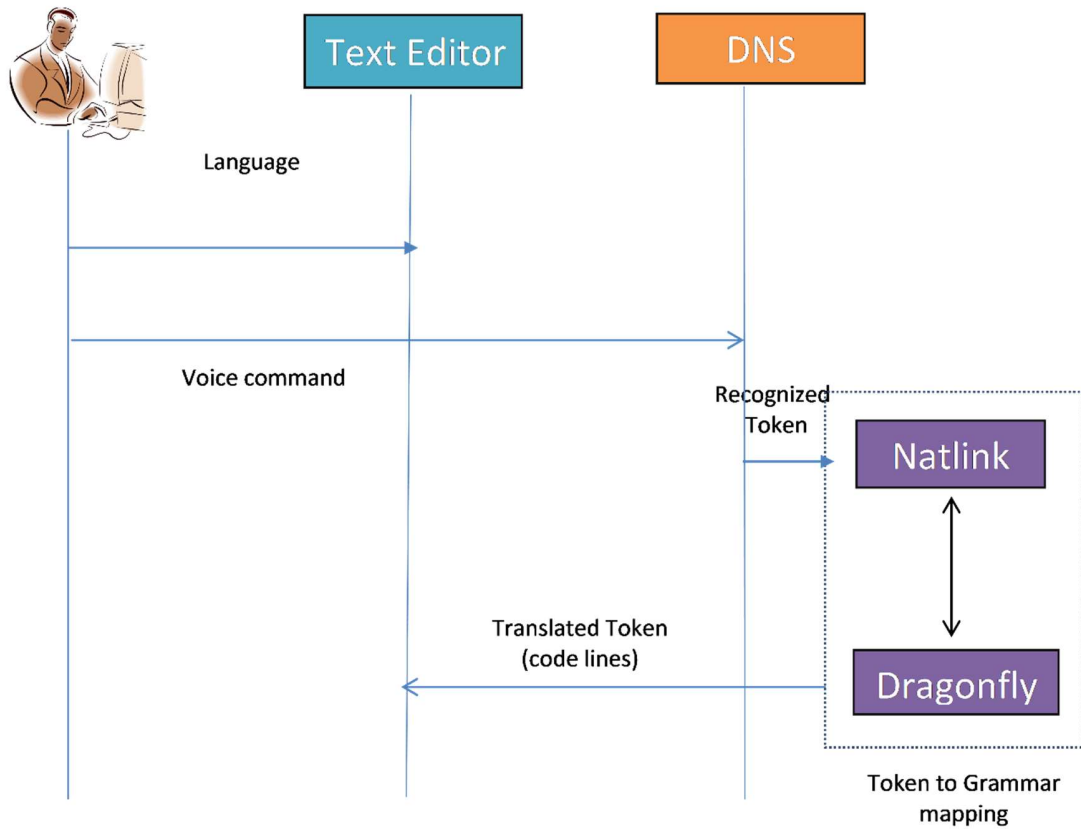 Text Editor
DNS
Language
Voice command
Recognized
Token
Natlink
Translated Token
(code lines)
Dragonfly
Token to Grammar
mapping